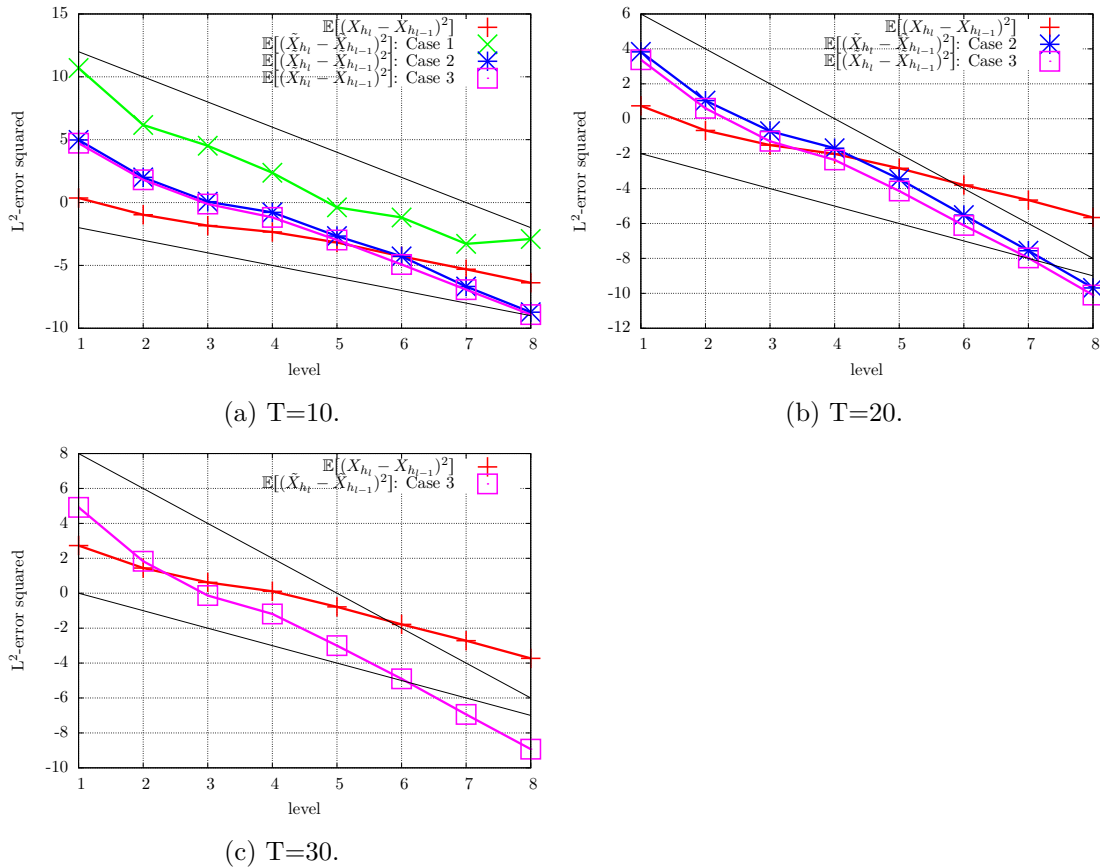 15
10
5
0
-5
-10
L²-error squared
𝔼[(X_{h_l} − X_{h_{l−1}})²]
𝔼[(X̃_{h_l} − X̃_{h_{l−1}})²]: Case 1
𝔼[(X̃_{h_l} − X̃_{h_{l−1}})²]: Case 2
𝔼[(X̃_{h_l} − X̃_{h_{l−1}})²]: Case 3
1 2 3 4 5 6 7 8
level
(a) T=10.
6
4
2
0
-2
-4
-6
-8
-10
-12
L²-error squared
𝔼[(X_{h_l} − X_{h_{l−1}})²]
𝔼[(X̃_{h_l} − X̃_{h_{l−1}})²]: Case 2
𝔼[(X̃_{h_l} − X̃_{h_{l−1}})²]: Case 3
1 2 3 4 5 6 7 8
level
(b) T=20.
8
6
4
2
0
-2
-4
-6
-8
-10
L²-error squared
𝔼[(X_{h_l} − X_{h_{l−1}})²]
𝔼[(X̃_{h_l} − X̃_{h_{l−1}})²]: Case 3
1 2 3 4 5 6 7 8
level
(c) T=30.